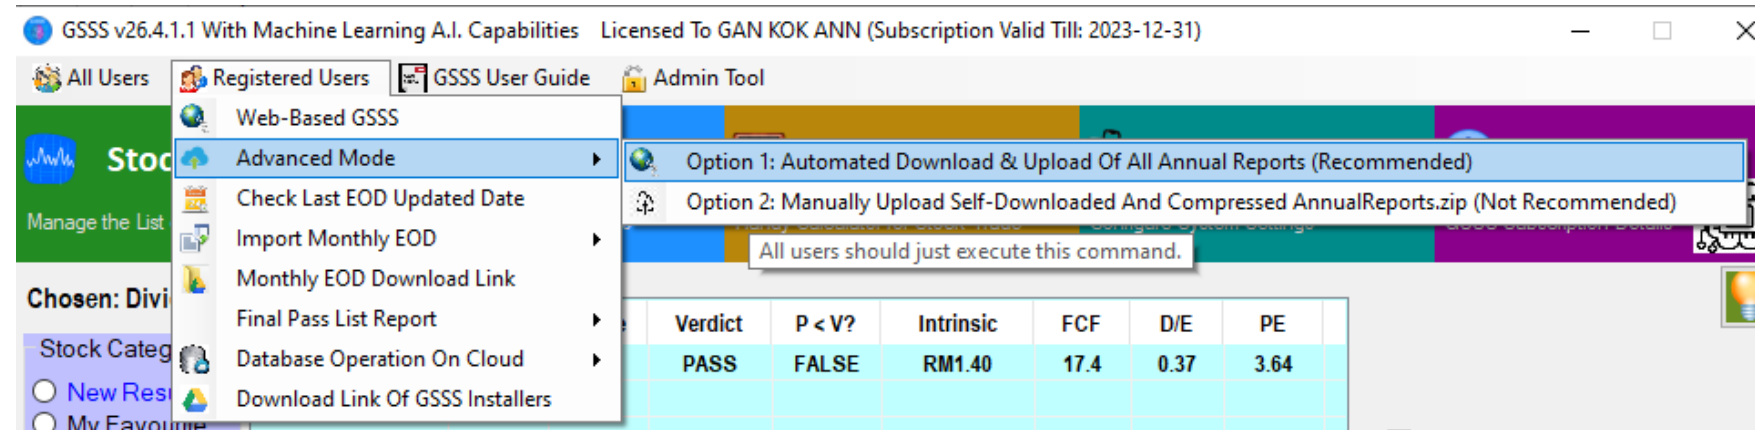 GSSS v26.4.1.1 With Machine Learning A.I. Capabilities Licensed To GAN KOK ANN (Subscription Valid Till: 2023-12-31)
All Users Registered Users GSSS User Guide Admin Tool
Web-Based GSSS
Stoc Advanced Mode Option 1: Automated Download & Upload Of All Annual Reports (Recommended)
Check Last EOD Updated Date Option 2: Manually Upload Self-Downloaded And Compressed AnnualReports.zip (Not Recommended)
Manage the List
Import Monthly EOD All users should just execute this command.
Monthly EOD Download Link
Chosen: Divi
Final Pass List Report Verdict P < V? Intrinsic FCF D/E PE
Stock Categ Database Operation On Cloud PASS FALSE RM1.40 17.4 0.37 3.64
New Res Download Link Of GSSS Installers
My Favourite